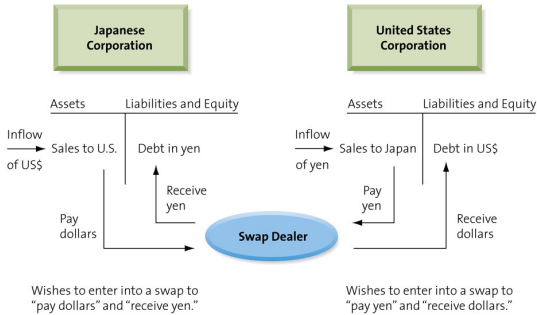 Japanese
Corporation
United States
Corporation
Assets
Liabilities and Equity
Assets
Liabilities and Equity
Inflow
of US$
Sales to U.S.
Debt in yen
Inflow
of yen
Sales to Japan
Debt in US$
Receive
yen
Pay
dollars
Pay
yen
Receive
dollars
Swap Dealer
Wishes to enter into a swap to
“pay dollars” and “receive yen.”
Wishes to enter into a swap to
“pay yen” and “receive dollars.”